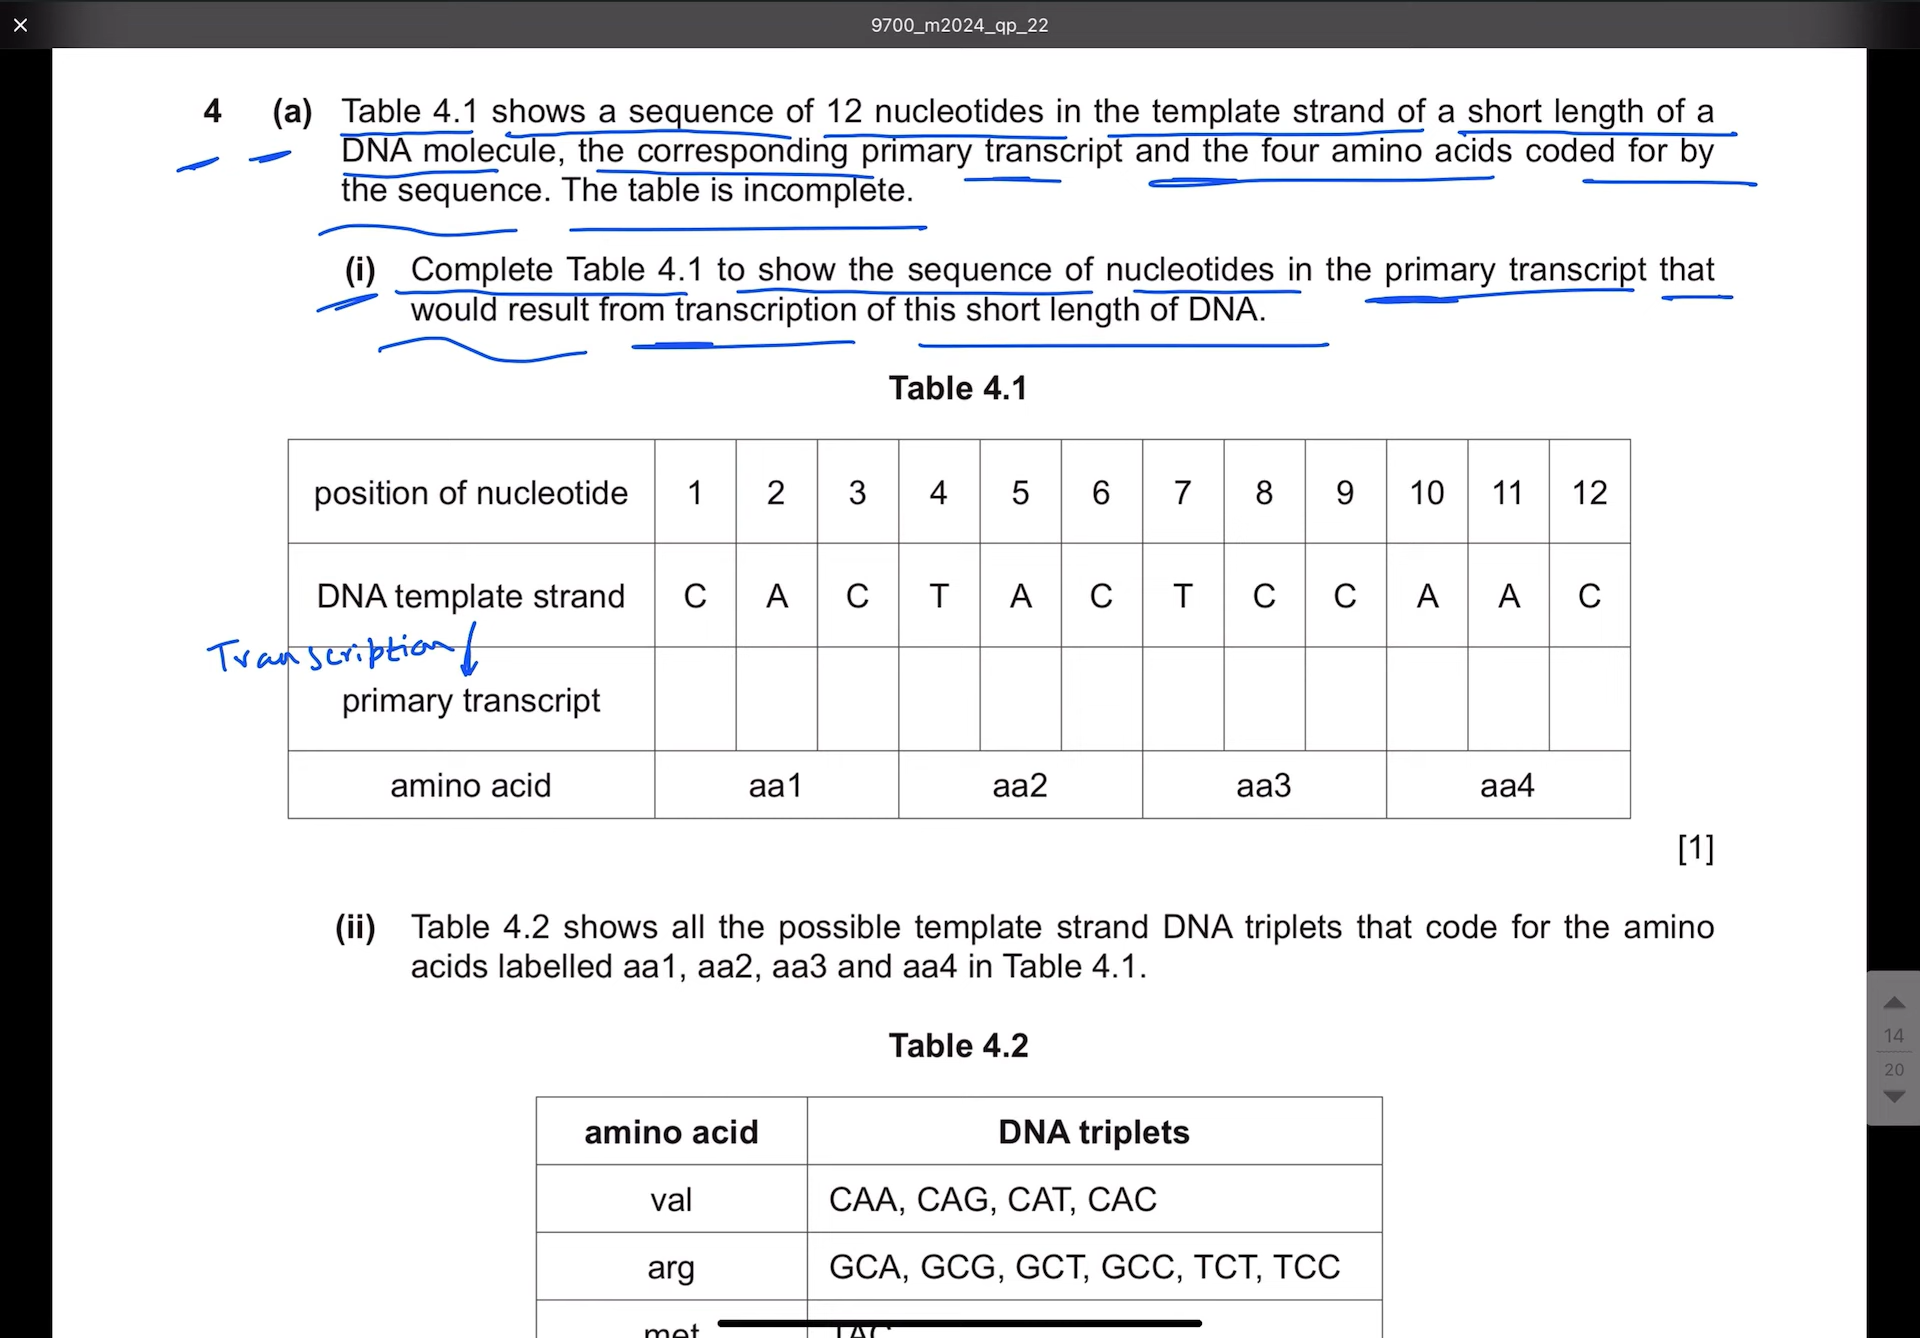 9700_m2024_qp_22
4 (a) Table 4.1 shows a sequence of 12 nucleotides in the template strand of a short length of a
DNA molecule, the corresponding primary transcript and the four amino acids coded for by
the sequence. The table is incomplete.
(i) Complete Table 4.1 to show the sequence of nucleotides in the primary transcript that
would result from transcription of this short length of DNA.
Table 4.1
position of nucleotide 1 2 3 4 5 6 7 8 9 10 11 12
DNA template strand C A C T A C T C C A A C
Transcription
primary transcript
amino acid aa1 aa2 aa3 aa4
[1]
(ii) Table 4.2 shows all the possible template strand DNA triplets that code for the amino
acids labelled aa1, aa2, aa3 and aa4 in Table 4.1.
14
20
Table 4.2
amino acid DNA triplets
val CAA, CAG, CAT, CAC
arg GCA, GCG, GCT, GCC, TCT, TCC
met TAC